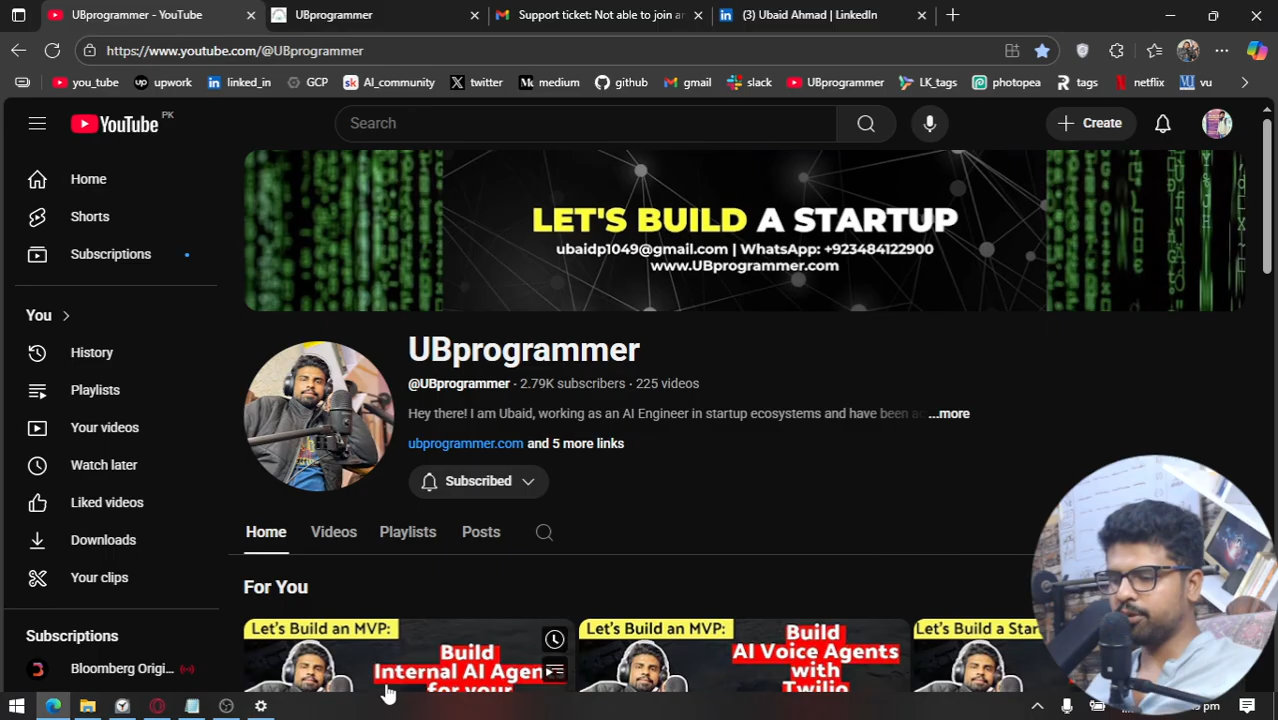 UBprogrammer - YouTube
UBprogrammer
Support ticket: Not able to join an
(3) Ubaid Ahmad | LinkedIn
https://www.youtube.com/@UBprogrammer
you_tube
upwork
linked_in
GCP
AI_community
twitter
medium
github
gmail
slack
UBprogrammer
LK_tags
photopea
tags
netflix
vu
YouTube PK
Search
Create
Home
Shorts
Subscriptions
You
History
Playlists
Your videos
Watch later
Liked videos
Downloads
Your clips
Subscriptions
Bloomberg Origi...
LET'S BUILD A STARTUP
ubaidp1049@gmail.com | WhatsApp: +923484122900
www.UBprogrammer.com
UBprogrammer
@UBprogrammer · 2.79K subscribers · 225 videos
Hey there! I am Ubaid, working as an AI Engineer in startup ecosystems and have been ...more
ubprogrammer.com and 5 more links
Subscribed
Home
Videos
Playlists
Posts
For You
Let's Build an MVP:
Build
Internal AI Agen
for your
Let's Build an MVP:
Build
AI Voice Agents
with
Twilio
Let's Build a Star
pm